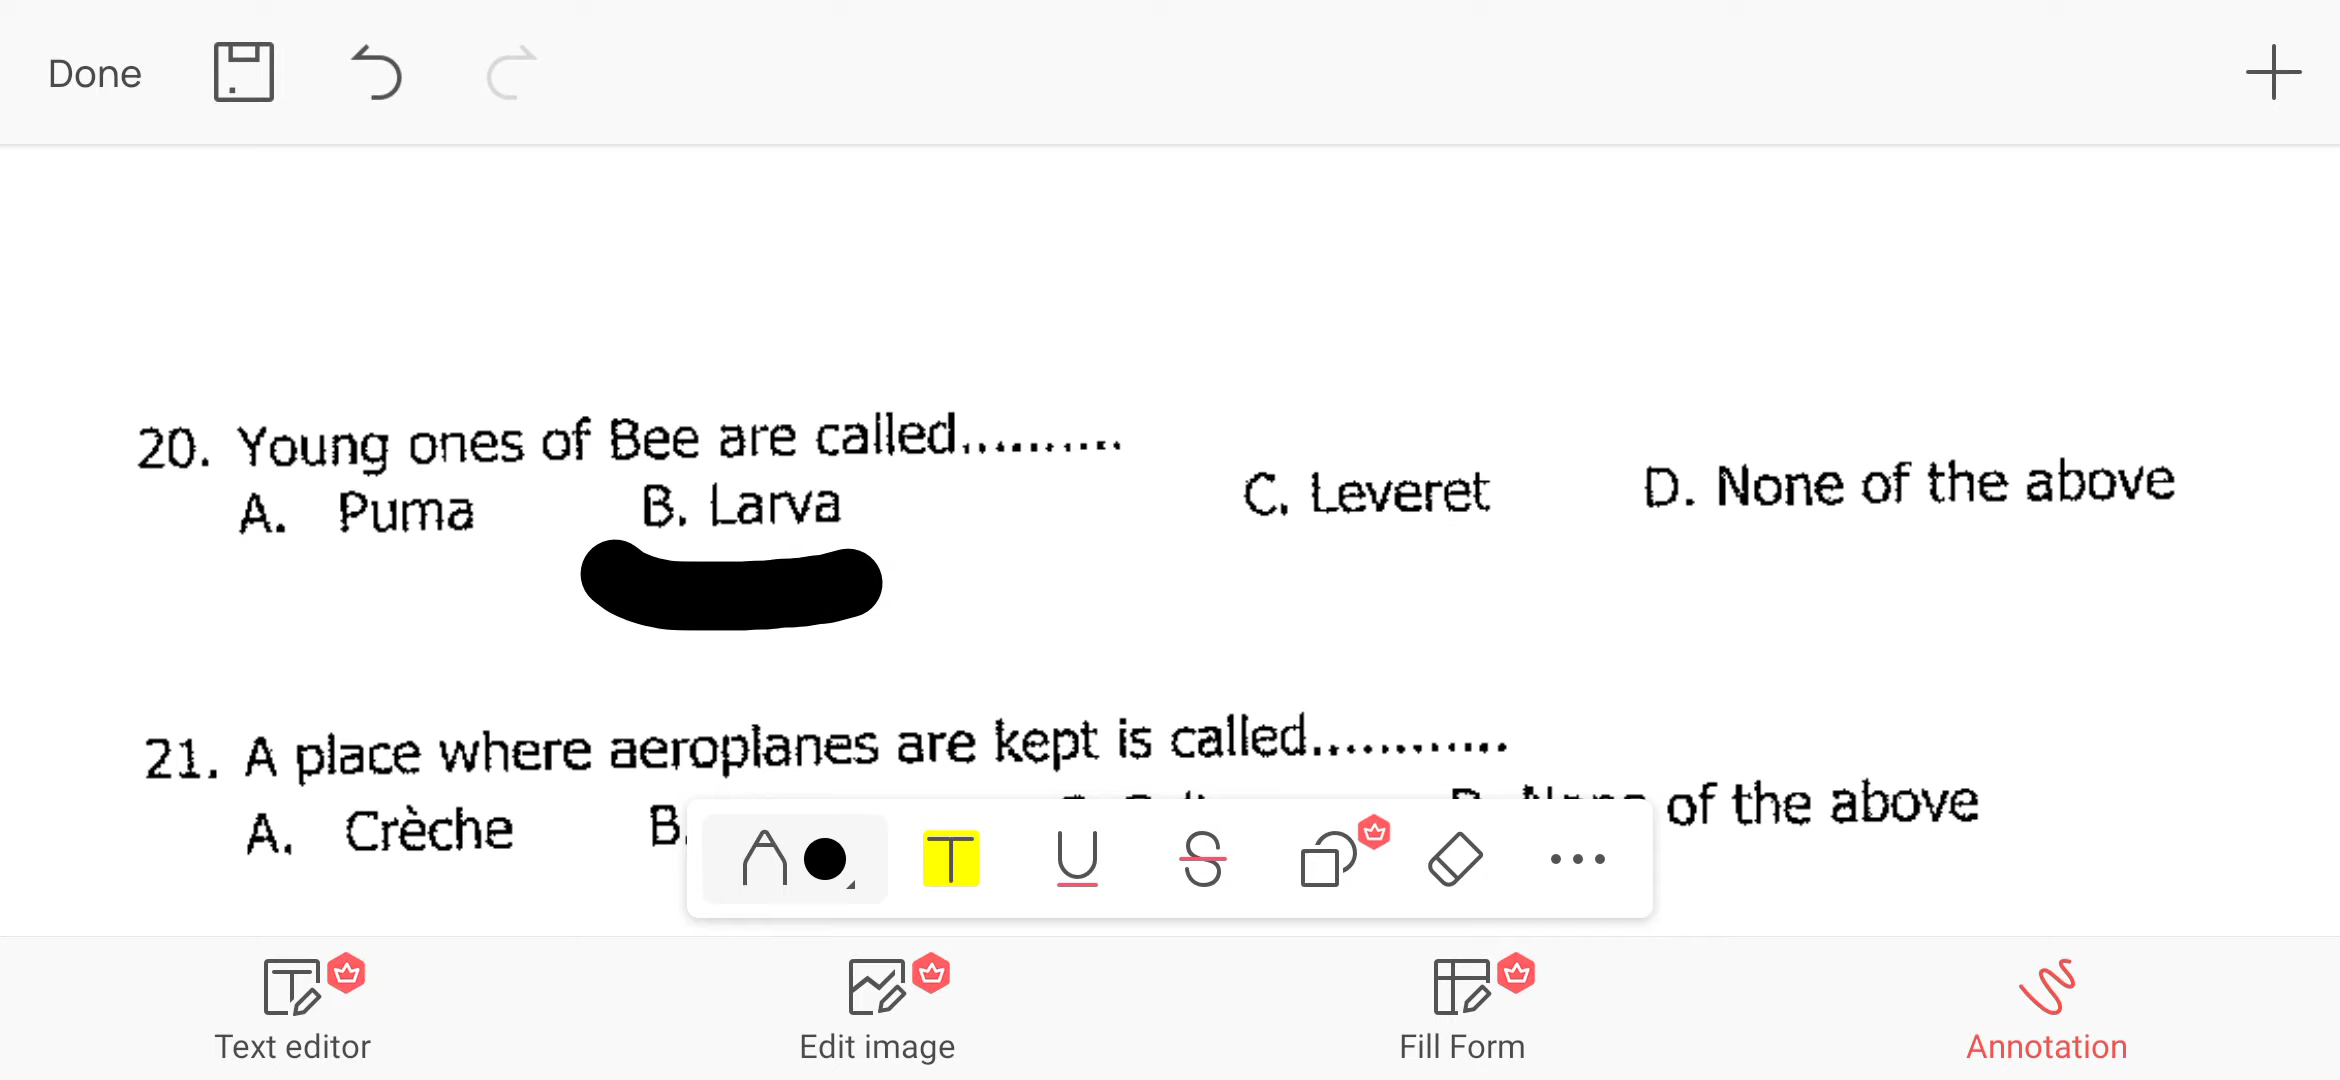 Done
20. Young ones of Bee are called..........
A. Puma B. Larva C. Leveret D. None of the above
21. A place where aeroplanes are kept is called............
A. Crèche B. of the above
T U S
Text editor Edit image Fill Form Annotation